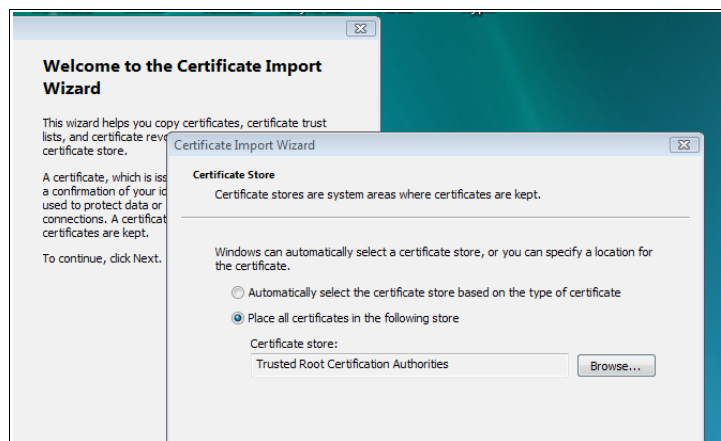 Welcome to the Certificate Import
Wizard
This wizard helps you copy certificates, certificate trust
lists, and certificate revo
certificate store.
A certificate, which is iss
a confirmation of your id
used to protect data or
connections. A certificat
certificates are kept.
To continue, click Next.
Certificate Import Wizard
Certificate Store
Certificate stores are system areas where certificates are kept.
Windows can automatically select a certificate store, or you can specify a location for
the certificate.
Automatically select the certificate store based on the type of certificate
Place all certificates in the following store
Certificate store:
Trusted Root Certification Authorities
Browse...